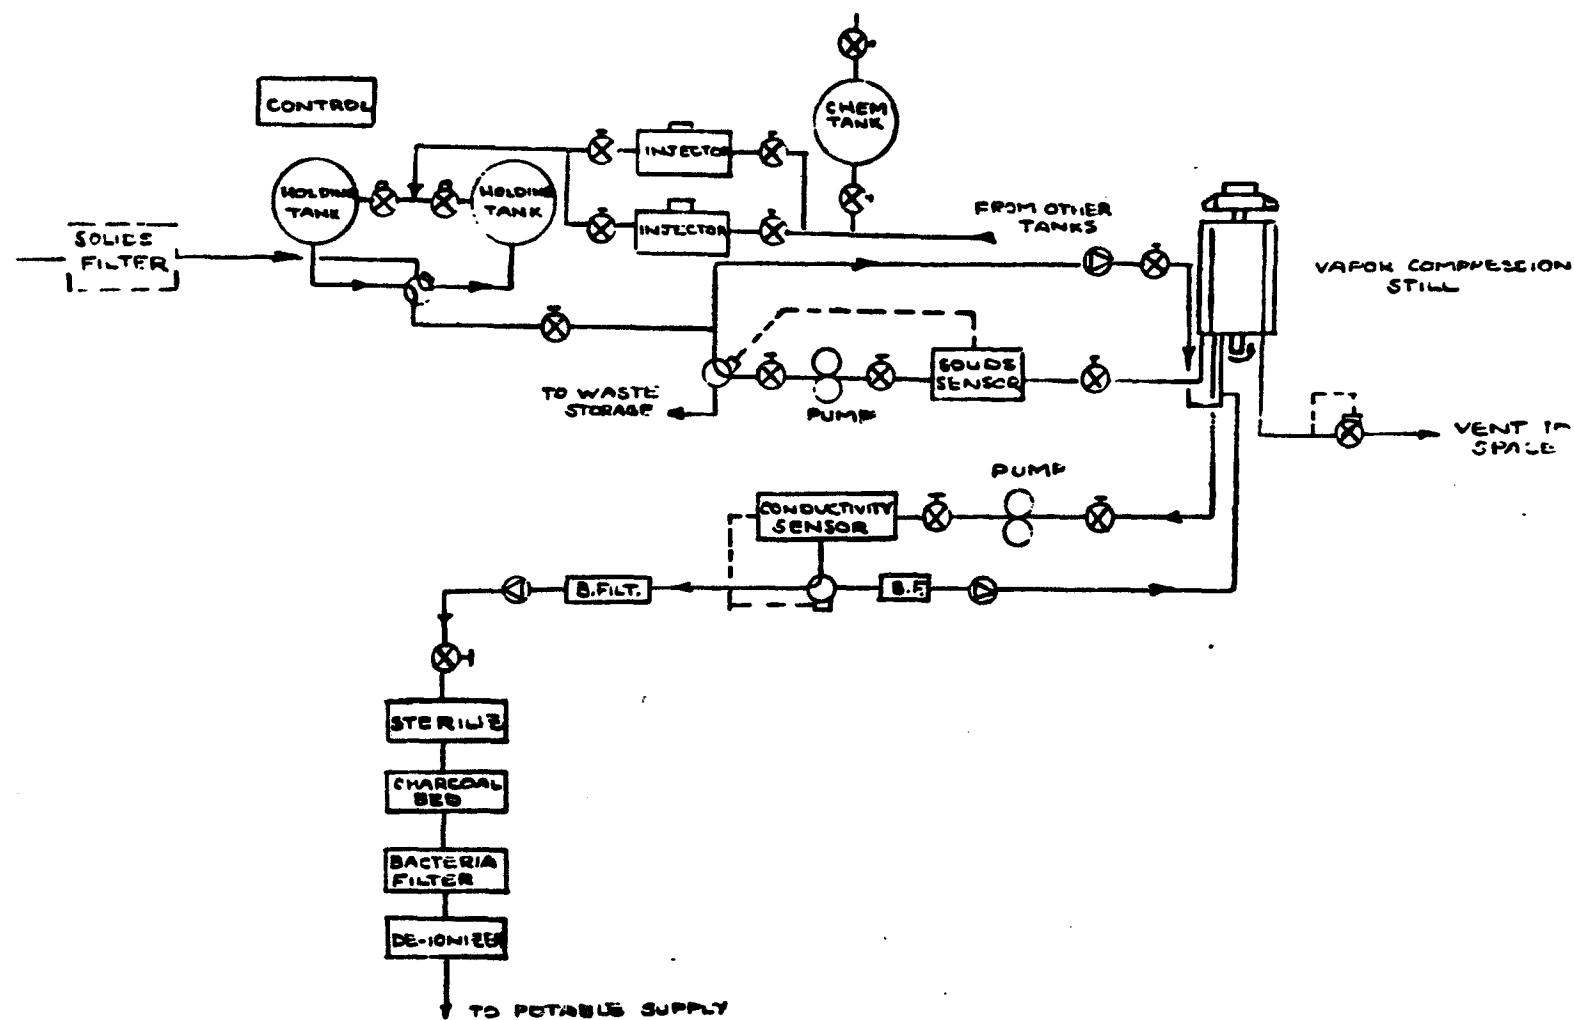 CONTROL
CHEM
TANK
HOLDING
TANK
HOLDING
TANK
INJECTOR
INJECTOR
FROM OTHER
TANKS
SOLIDS
FILTER
VAPOR COMPRESSION
STILL
SOLIDS
SENSOR
TO WASTE
STORAGE
PUMP
VENT
SPACE
PUMP
CONDUCTIVITY
SENSOR
B.FILT.
B.F.
STERILIZ
CHARCOAL
BED
BACTERIA
FILTER
DE-IONIZER
TO POTABLE SUPPLY